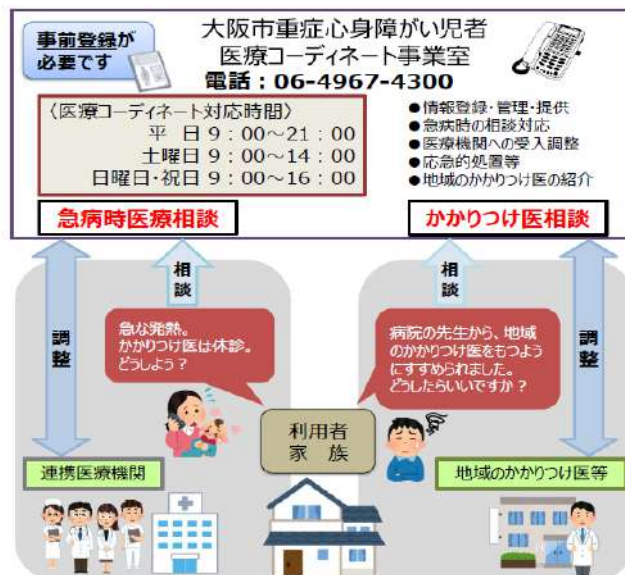 事前登録が
必要です
大阪市重症心身障がい児者
医療コーディネート事業室
電話：06-4967-4300
〈医療コーディネート対応時間〉
平　日 9：00～21：00
土曜日 9：00～14：00
日曜日・祝日 9：00～16：00
●情報登録・管理・提供
●急病時の相談対応
●医療機関への受入調整
●応急的処置等
●地域のかかりつけ医の紹介
急病時医療相談
かかりつけ医相談
調整
相談
相談
調整
急な発熱。
かかりつけ医は休診。
どうしよう？
病院の先生から、地域
のかかりつけ医をもつよう
にすすめられました。
どうしたらいいですか？
利用者
家　族
連携医療機関
地域のかかりつけ医等